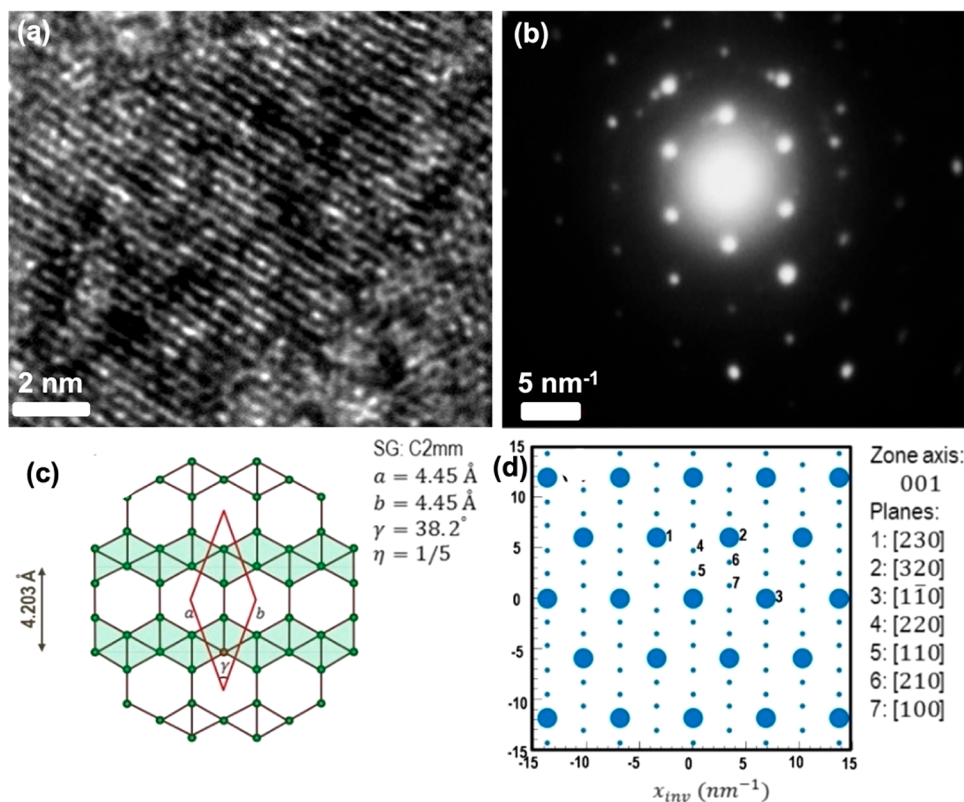 (a)
2 nm
(b)
5 nm-1
(c)
SG: C2mm
a = 4.45 Å
b = 4.45 Å
γ = 38.2°
η = 1/5
4.203 Å
a
b
γ
(d)
15
10
5
0
-5
-10
-15
-15
-10
-5
0
5
10
15
1
2
4
6
5
7
3
x_inv (nm⁻¹)
Zone axis:
001
Planes:
1: [230]
2: [320]
3: [11̅0]
4: [220]
5: [110]
6: [210]
7: [100]